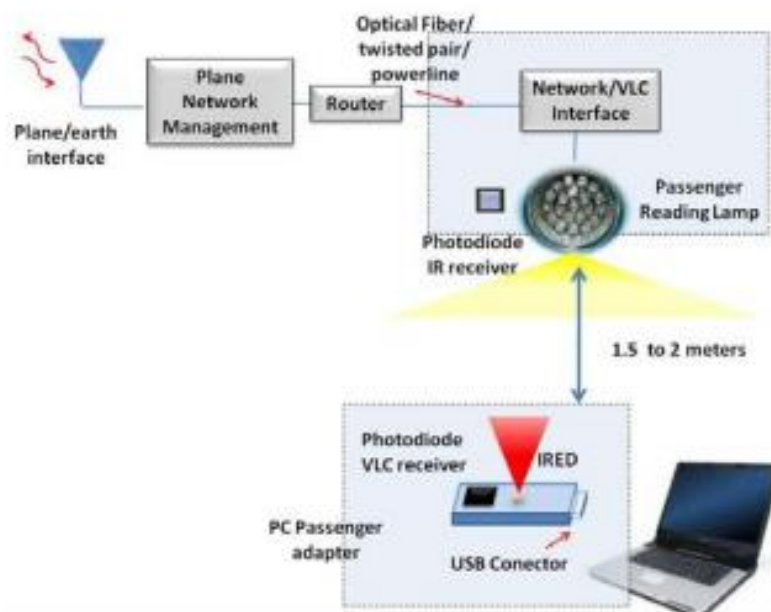 Optical Fiber/
twisted pair/
powerline
Plane
Network
Management
Router
Network/VLC
Interface
Plane/earth
interface
Passenger
Reading Lamp
Photodiode
IR receiver
1.5 to 2 meters
Photodiode
VLC receiver
IRED
PC Passenger
adapter
USB Conector